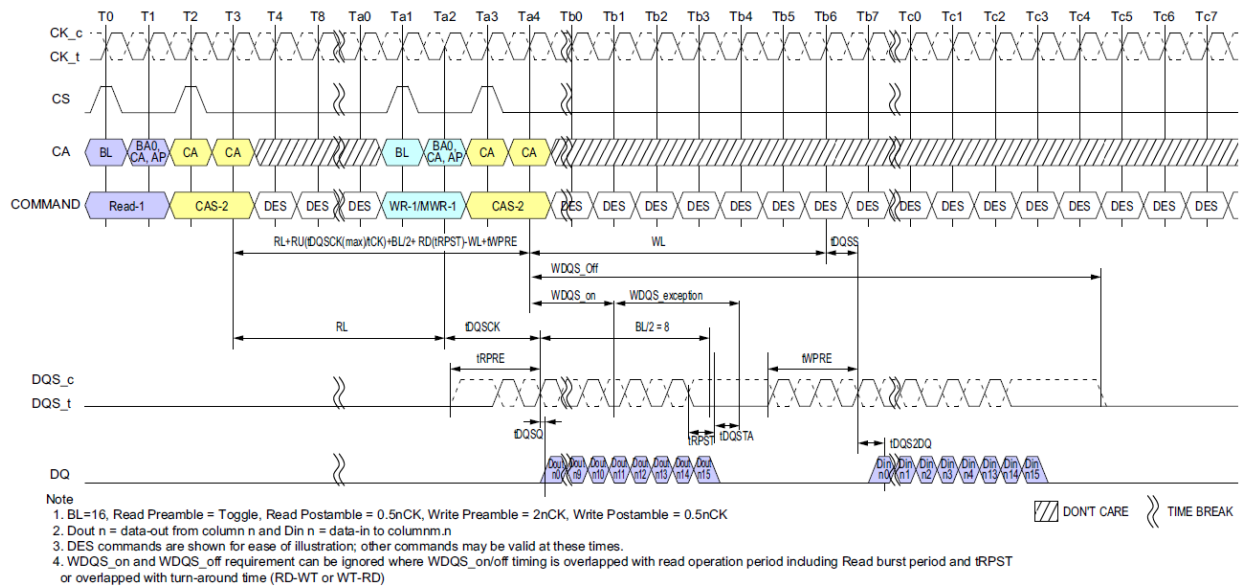 T0 T1 T2 T3 T4 T8 Ta0 Ta1 Ta2 Ta3 Ta4 Tb0 Tb1 Tb2 Tb3 Tb4 Tb5 Tb6 Tb7 Tc0 Tc1 Tc2 Tc3 Tc4 Tc5 Tc6 Tc7
CK_c
CK_t
CS
CA BL BA0, CA, AP CA CA BL BA0, CA, AP CA CA
COMMAND Read-1 CAS-2 DES DES DES WR-1/MWR-1 CAS-2 DES DES DES DES DES DES DES DES DES DES DES DES DES DES DES DES
RL+RU(tDQSCK(max)/tCK)+BL/2+ RD(tRPST)-WL+tWPRE WL tDQSS
WDQS_Off
WDQS_on WDQS_exception
RL tDQSCK BL/2 = 8
tRPRE tWPRE
DQS_c
DQS_t
tDQSQ tRPST tDQSTA tDQS2DQ
DQ Dout n0 Dout n9 Dout n10 Dout n11 Dout n12 Dout n13 Dout n14 Dout n15 Din n0 Din n1 Din n2 Din n3 Din n4 Din n13 Din n14 Din n15
Note
1. BL=16, Read Preamble = Toggle, Read Postamble = 0.5nCK, Write Preamble = 2nCK, Write Postamble = 0.5nCK
2. Dout n = data-out from column n and Din n = data-in to columnm.n
3. DES commands are shown for ease of illustration; other commands may be valid at these times.
4. WDQS_on and WDQS_off requirement can be ignored where WDQS_on/off timing is overlapped with read operation period including Read burst period and tRPST
or overlapped with turn-around time (RD-WT or WT-RD)
DON'T CARE TIME BREAK